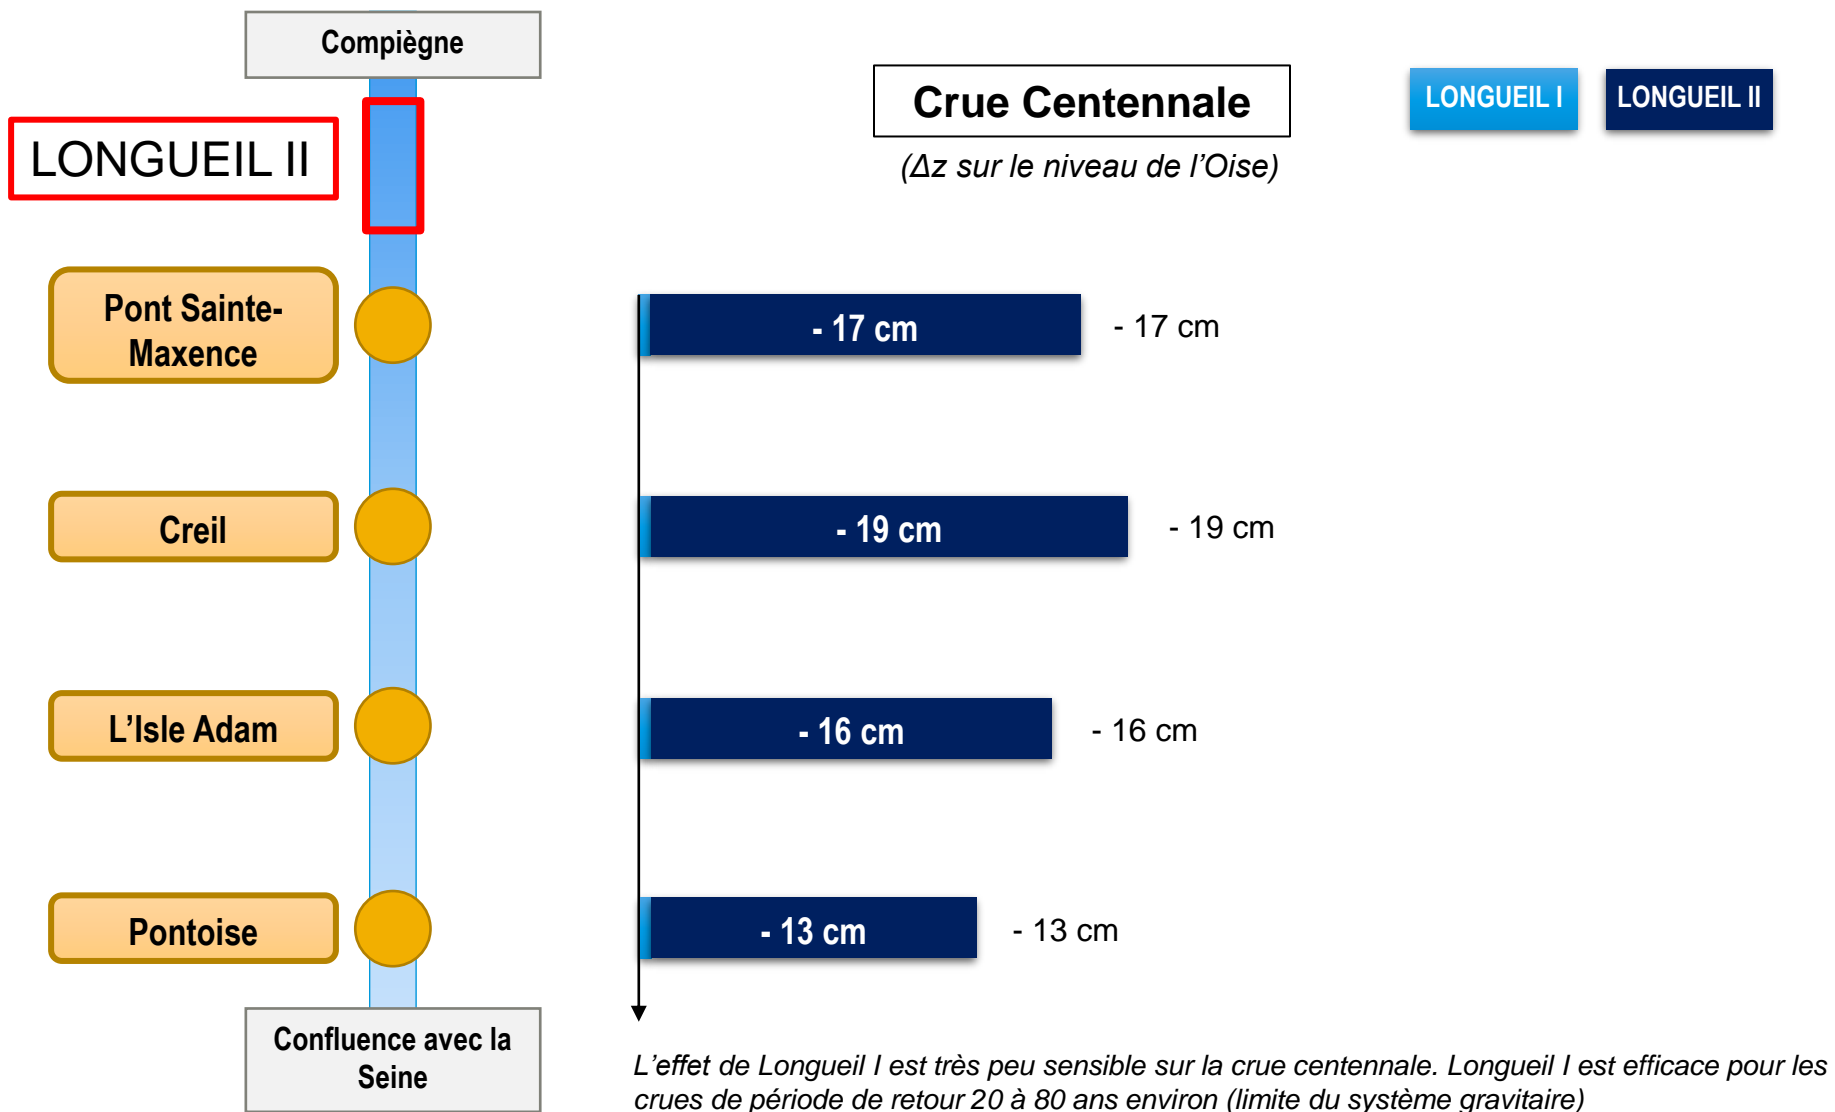 Compiègne
LONGUEIL II
Crue Centennale
(Δz sur le niveau de l’Oise)
LONGUEIL I
LONGUEIL II
Pont Sainte-
Maxence
- 17 cm
- 17 cm
Creil
- 19 cm
- 19 cm
L’Isle Adam
- 16 cm
- 16 cm
Pontoise
- 13 cm
- 13 cm
Confluence avec la
Seine
L’effet de Longueil I est très peu sensible sur la crue centennale. Longueil I est efficace pour les
crues de période de retour 20 à 80 ans environ (limite du système gravitaire)